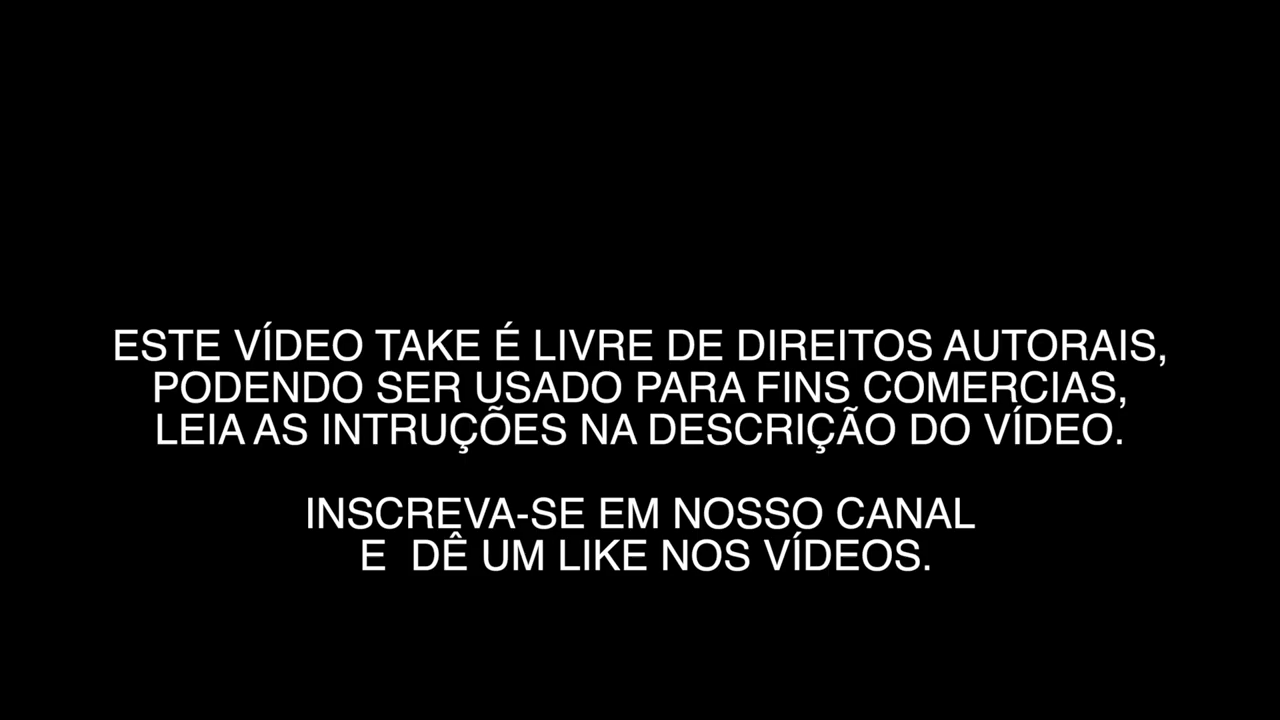 ESTE VÍDEO TAKE É LIVRE DE DIREITOS AUTORAIS,
PODENDO SER USADO PARA FINS COMERCIAS,
LEIA AS INTRUÇÕES NA DESCRIÇÃO DO VÍDEO.
INSCREVA-SE EM NOSSO CANAL
E  DÊ UM LIKE NOS VÍDEOS.